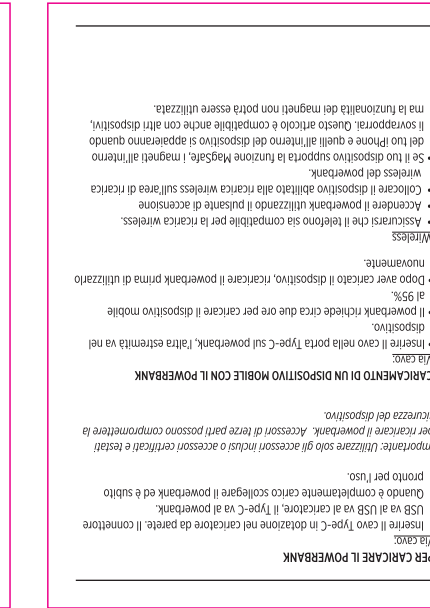 PER CARICARE IL POWERBANK
Via cavo:
Inserire Il cavo Type-C in dotazione nel caricatore da parete. Il connettore
USB va al USB va al caricatore, il Type-C va al powerbank.
Quando è completamente carico scollegare il powerbank ed è subito
pronto per l'uso.
mportante: Utilizzare solo gli accessori inclusi o accessori certificati e testati
per ricaricare il powerbank. Accessori di terze parti possono compromettere la
sicurezza del dispositivo.
CARICAMENTO DI UN DISPOSITIVO MOBILE CON IL POWERBANK
Via cavo:
• Inserire Il cavo nella porta Type-C sul powerbank, l'altra estremità va nel
dispositivo.
• Il powerbank richiede circa due ore per caricare il dispositivo mobile
al 95%.
• Dopo aver caricato il dispositivo, ricaricare il powerbank prima di utilizzarlo
nuovamente.
Wireless
• Assicurarsi che il telefono sia compatibile per la ricarica wireless.
• Accendere il powerbank utilizzando il pulsante di accensione
• Collocare il dispositivo abilitato alla ricarica wireless sull'area di ricarica
wireless del powerbank.
• Se il tuo dispositivo supporta la funzione MagSafe, i magneti all'interno
del tuo iPhone e quelli all'interno del dispositivo si appaieranno quando
li sovrapporrai. Questo articolo è compatibile anche con altri dispositivi,
ma la funzionalità dei magneti non potrà essere utilizzata.